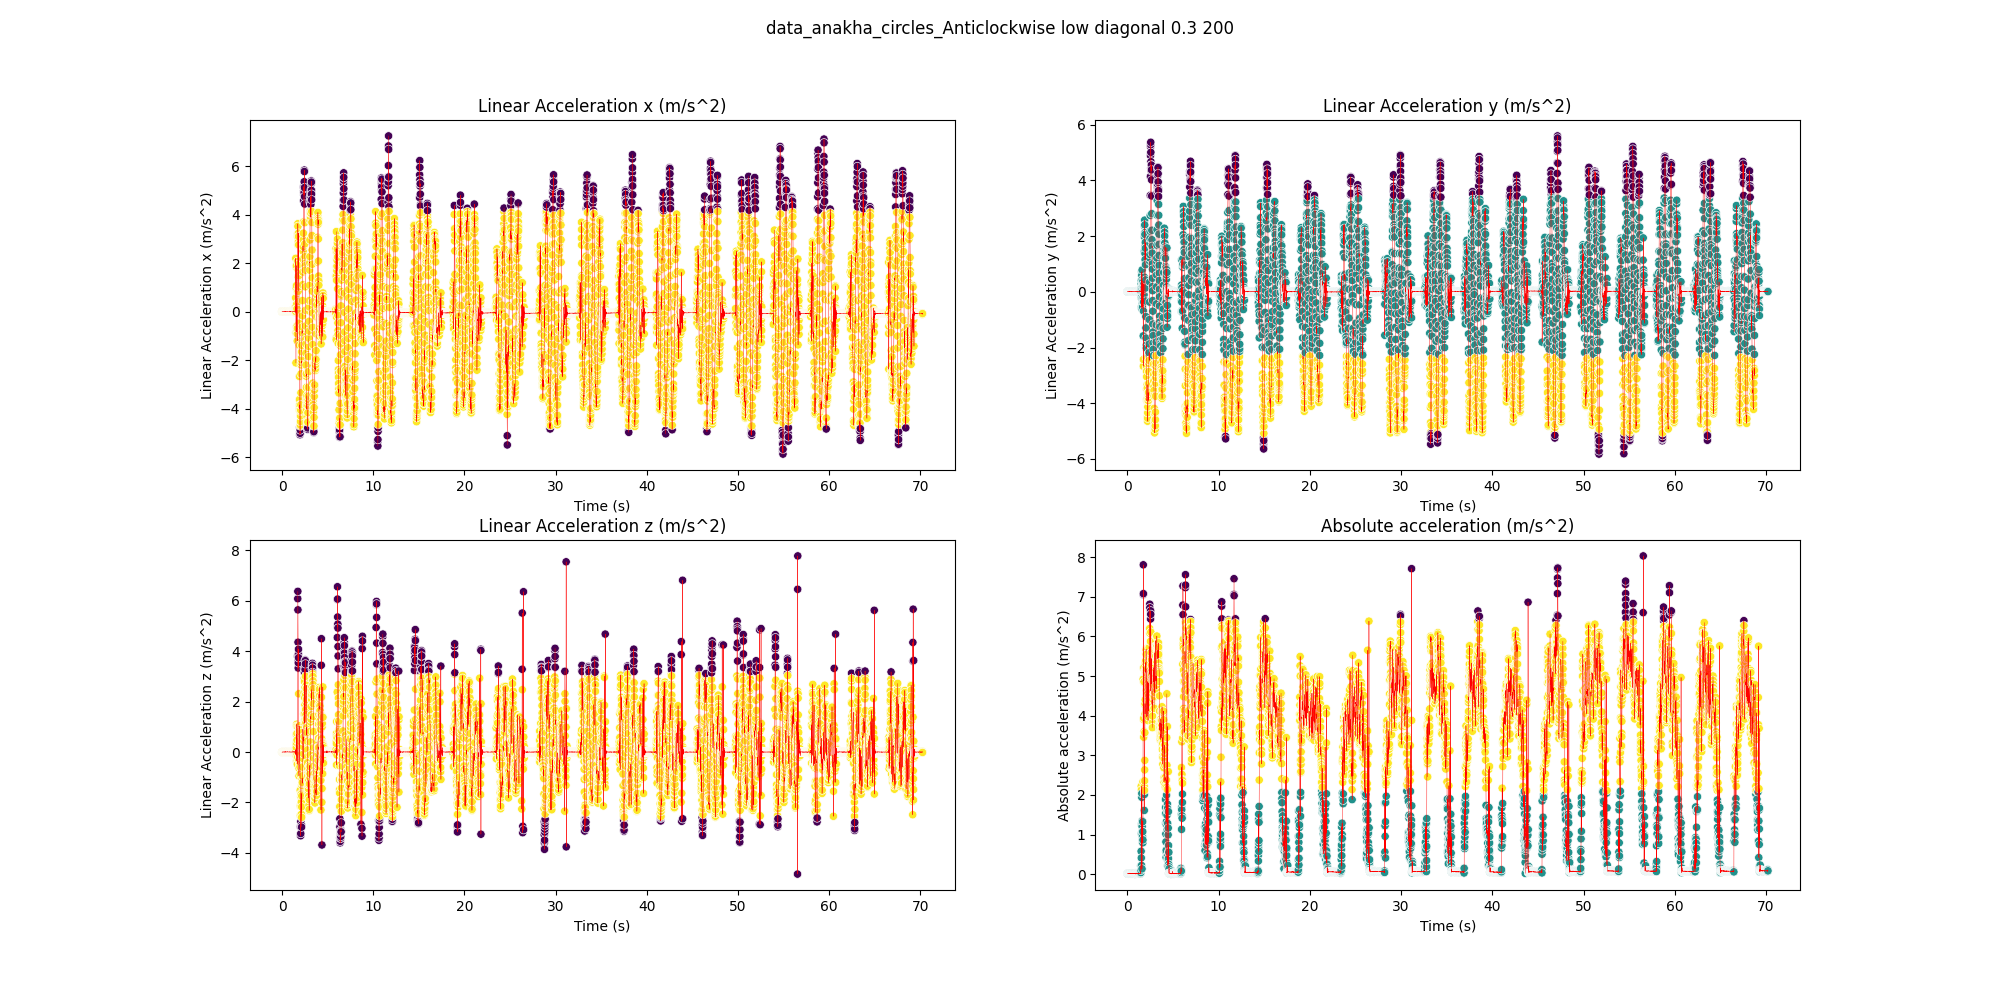 data_anakha_circles_Anticlockwise low diagonal 0.3 200
Linear Acceleration x (m/s^2)
Linear Acceleration x (m/s^2)
6
4
2
0
−2
−4
−6
0 10 20 30 40 50 60 70
Time (s)
Linear Acceleration y (m/s^2)
Linear Acceleration y (m/s^2)
6
4
2
0
−2
−4
−6
0 10 20 30 40 50 60 70
Time (s)
Linear Acceleration z (m/s^2)
Linear Acceleration z (m/s^2)
8
6
4
2
0
−2
−4
0 10 20 30 40 50 60 70
Time (s)
Absolute acceleration (m/s^2)
Absolute acceleration (m/s^2)
8
7
6
5
4
3
2
1
0
0 10 20 30 40 50 60 70
Time (s)